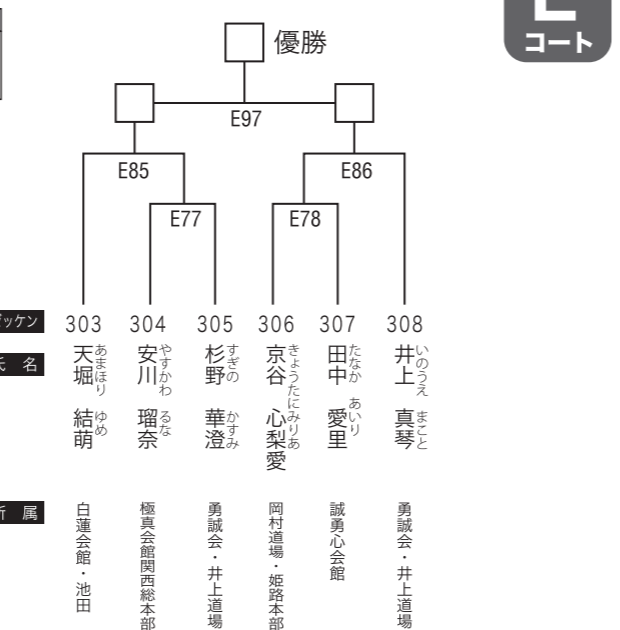 コート
優勝
E97
E85
E86
E77
E78
303
304
305
306
307
308
氏 名
天堀 結萌
あまほり ゆめ
安川 瑠奈
やすかわ るな
杉野 華澄
すぎの かすみ
京谷 心梨愛
きょうたに みりあ
田中 愛里
たなか あいり
井上 真琴
いのうえ まこと
所 属
白蓮会館・池田
極真会館関西総本部
勇誠会・井上道場
岡村道場・姫路本部
誠勇心会館
勇誠会・井上道場